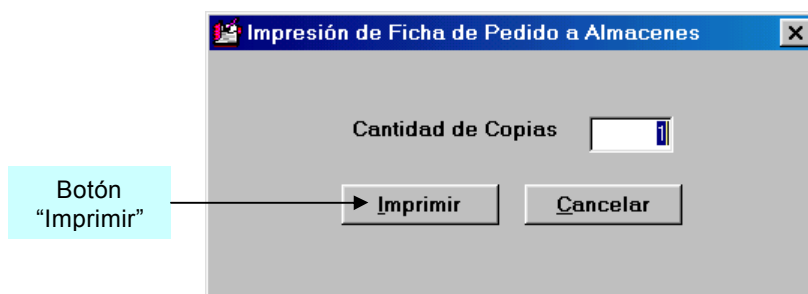 Impresión de Ficha de Pedido a Almacenes
Cantidad de Copias 1
Botón
“Imprimir”
Imprimir Cancelar